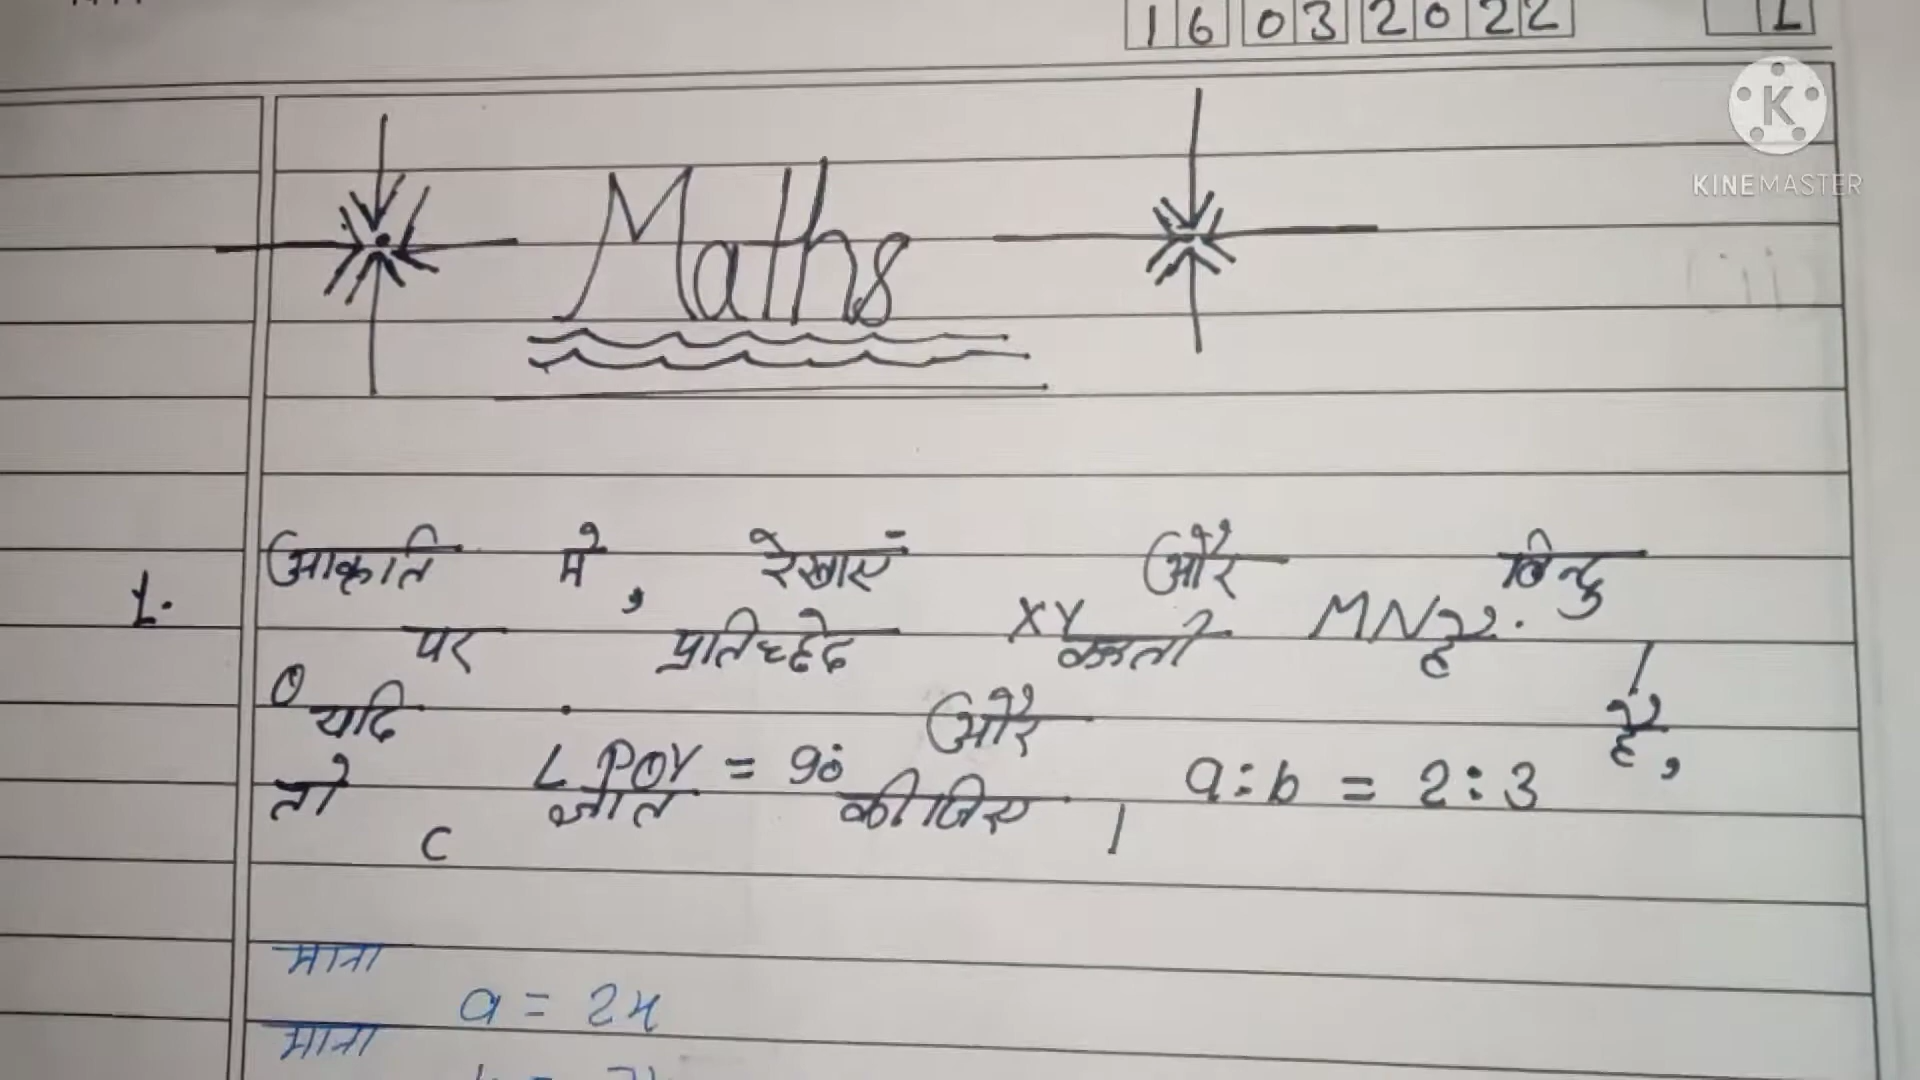 16 03 2022 1
K
KINEMASTER
Maths
1. आकृति में, रेखाएं XY और MN बिन्दु
O पर प्रतिच्छेद करती है।
यदि ∠POY = 90° और a:b = 2:3 है,
तो c ज्ञात कीजिए।
माना a = 2x
माना